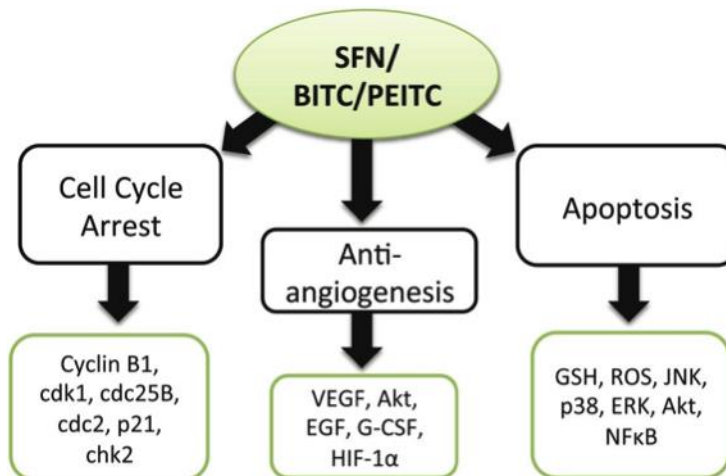 SFN/
BITC/PEITC
Cell Cycle
Arrest
Anti-
angiogenesis
Apoptosis
Cyclin B1,
cdk1, cdc25B,
cdc2, p21,
chk2
VEGF, Akt,
EGF, G-CSF,
HIF-1α
GSH, ROS, JNK,
p38, ERK, Akt,
NFκB